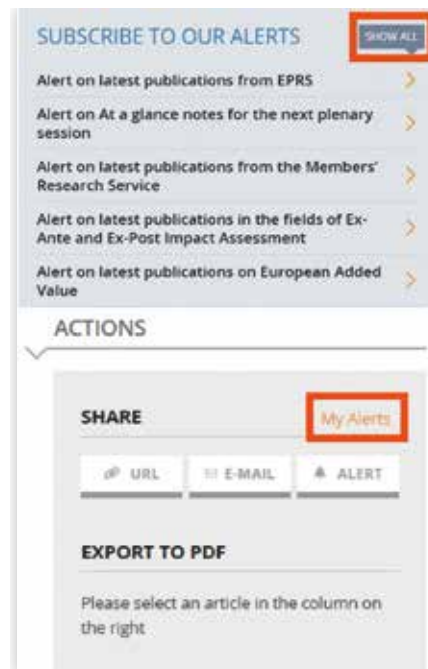 SUBSCRIBE TO OUR ALERTS
SHOW ALL
Alert on latest publications from EPRS
Alert on At a glance notes for the next plenary
session
Alert on latest publications from the Members'
Research Service
Alert on latest publications in the fields of Ex-
Ante and Ex-Post Impact Assessment
Alert on latest publications on European Added
Value
ACTIONS
SHARE
My Alerts
URL
E-MAIL
ALERT
EXPORT TO PDF
Please select an article in the column on
the right